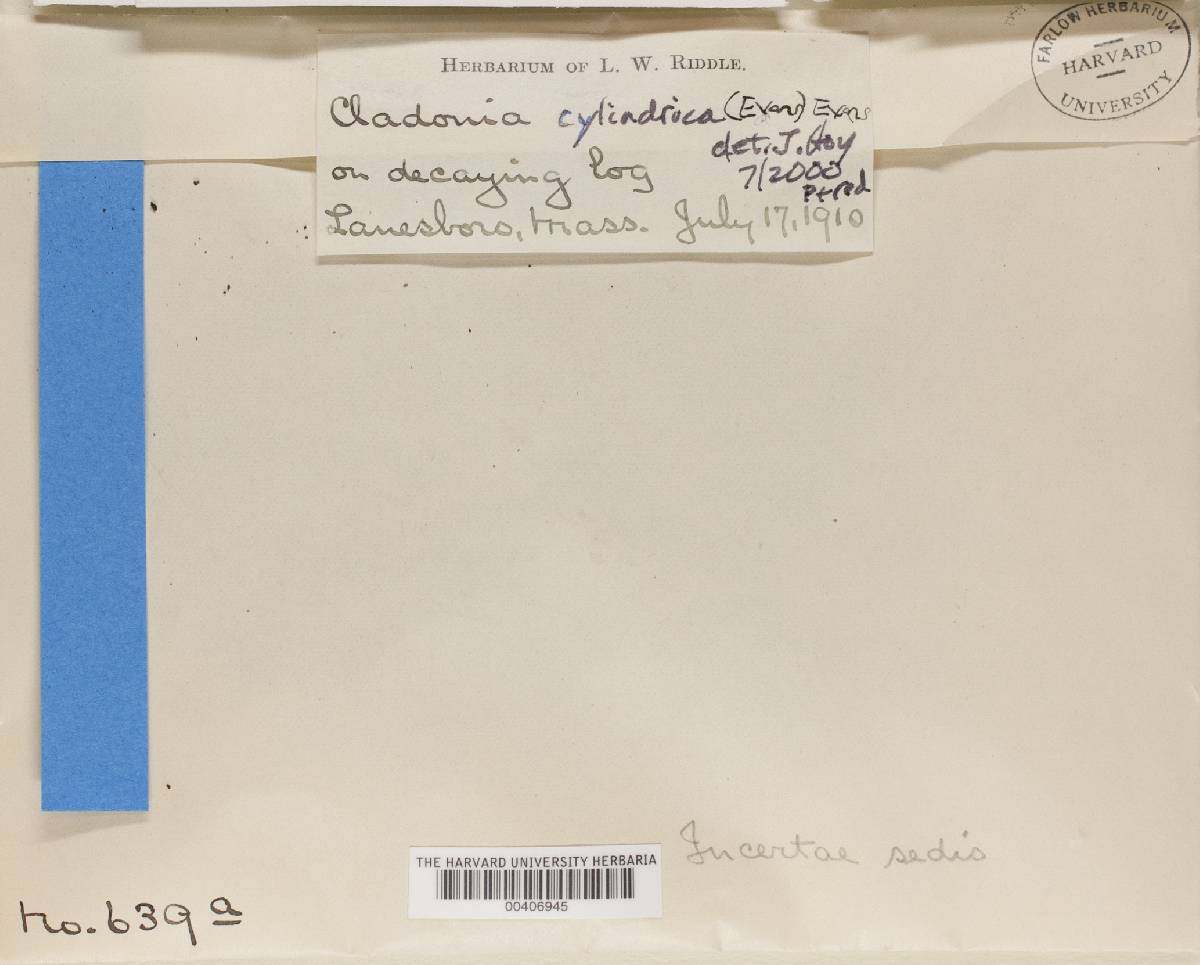 FARLOW HERBARIUM
HARVARD
UNIVERSITY
HERBARIUM OF L. W. RIDDLE.
Cladonia cylindrica (Evans) Evans
det. J. Hoy
on decaying log
7/2000
P+red
Lanesboro, Mass. July 17, 1910
Incertae sedis
THE HARVARD UNIVERSITY HERBARIA
00406945
No. 639 a